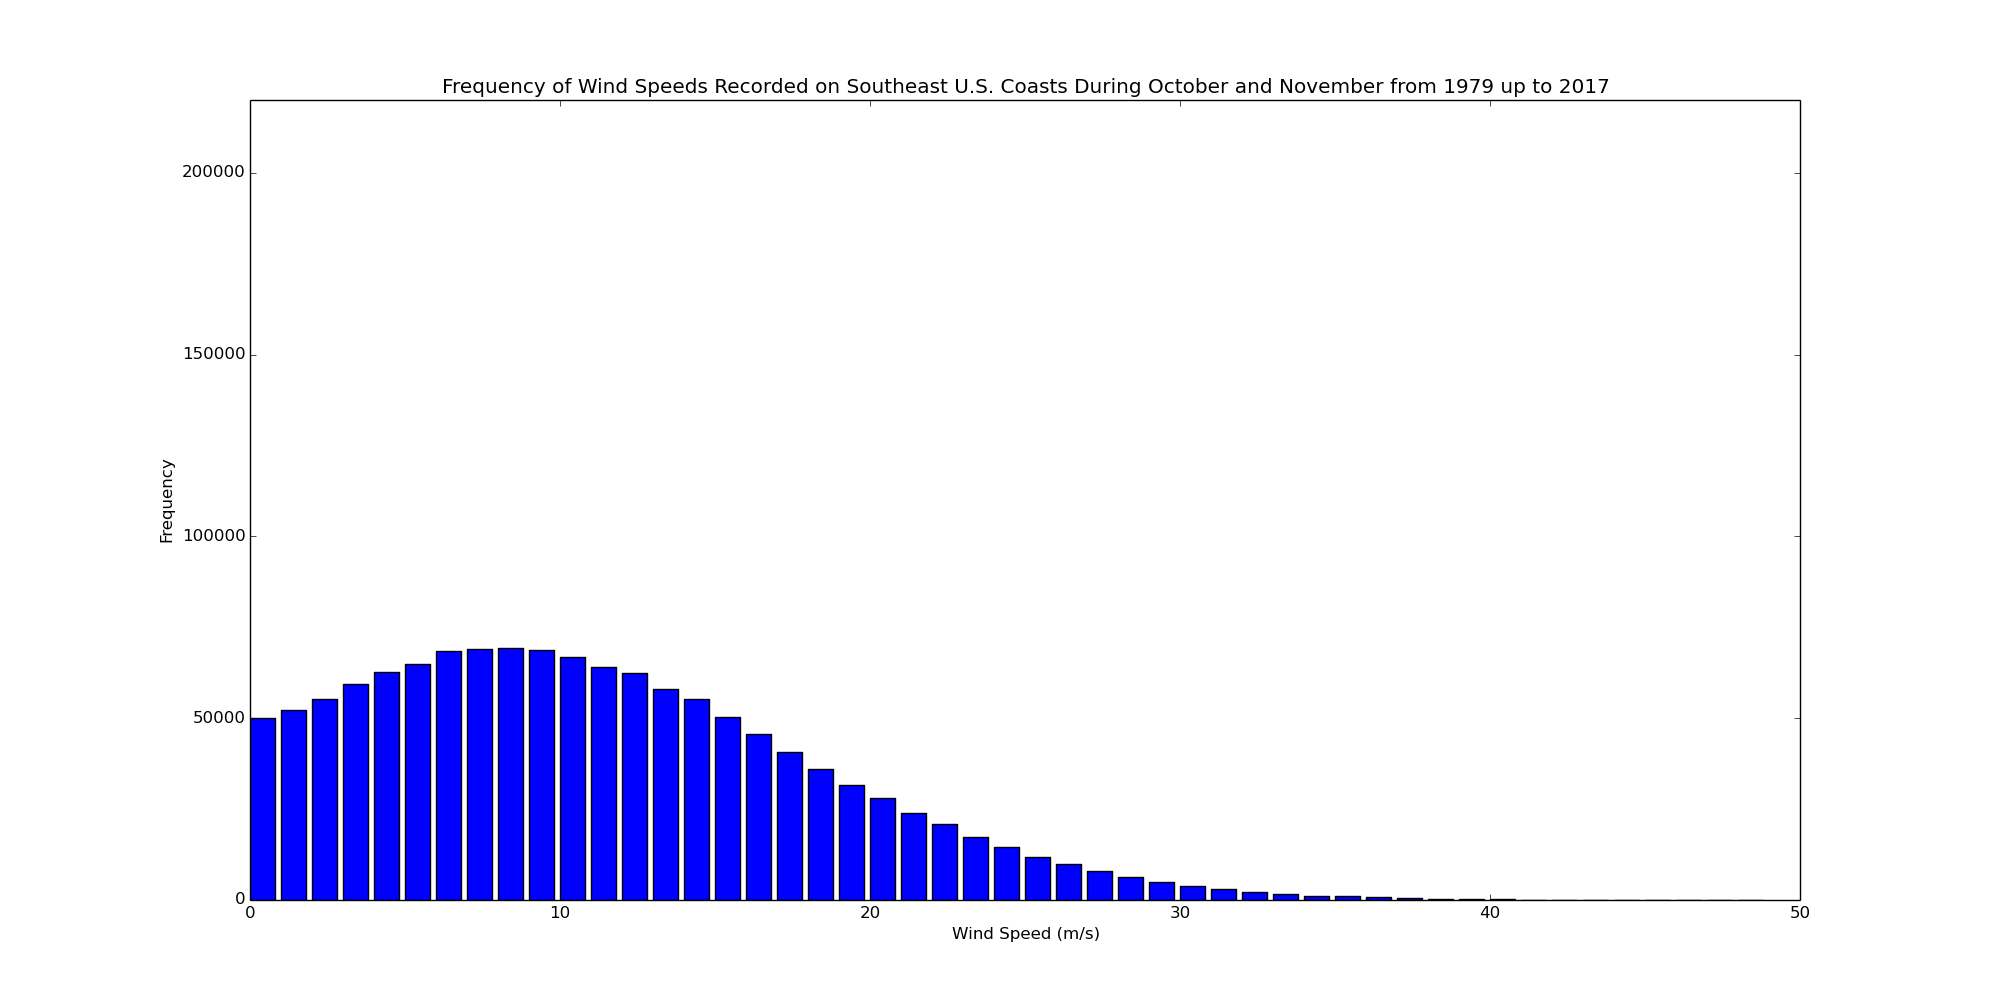 Frequency of Wind Speeds Recorded on Southeast U.S. Coasts During October and November from 1979 up to 2017
200000
150000
100000
50000
0
Frequency
0 10 20 30 40 50
Wind Speed (m/s)